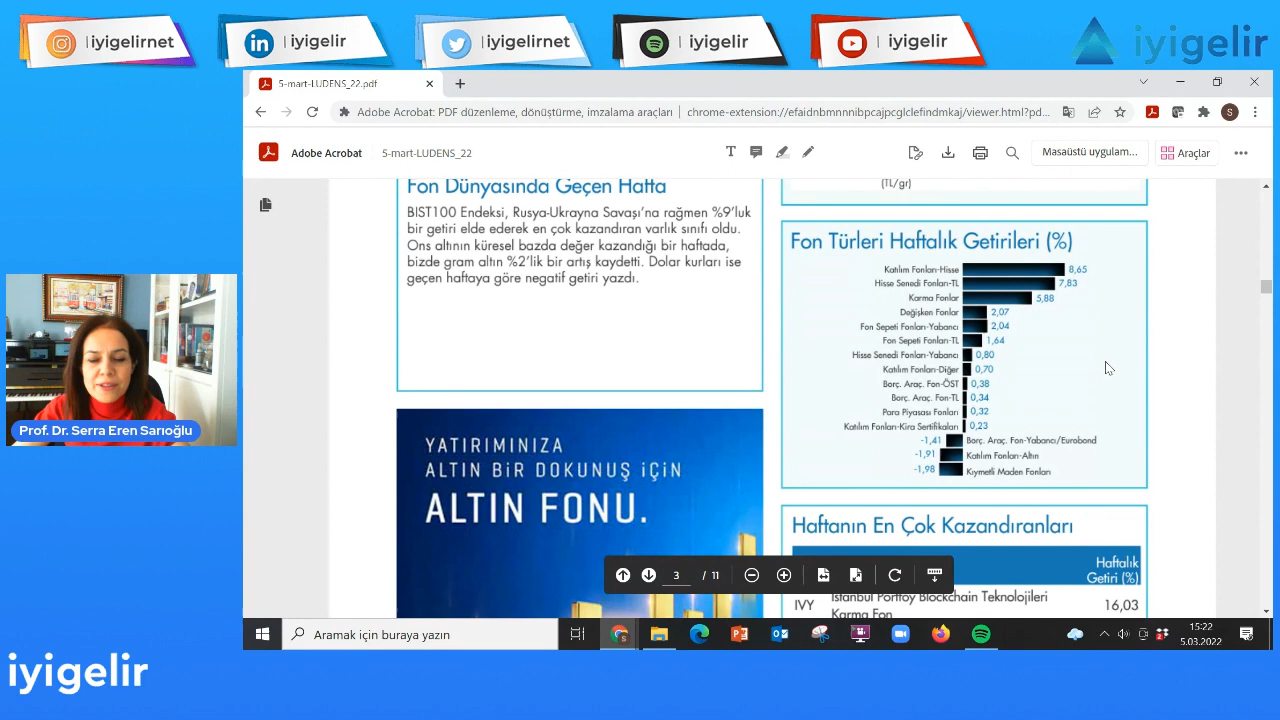 iyigelirnet
iyigelir
iyigelirnet
iyigelir
iyigelir
iyigelir
5-mart-LUDENS_22.pdf
Adobe Acrobat: PDF düzenleme, dönüştürme, imzalama araçları | chrome-extension://efaidnbmnnnibpcajpcglclefindmkaj/viewer.html?pd...
S
Adobe Acrobat
5-mart-LUDENS_22
Masaüstü uygulam...
Araçlar
Fon Dünyasında Geçen Hafta
BIST100 Endeksi, Rusya-Ukrayna Savaşı'na rağmen %9'luk
bir getiri elde ederek en çok kazandıran varlık sınıfı oldu.
Ons altının küresel bazda değer kazandığı bir haftada,
bizde gram altın %2'lik bir artış kaydetti. Dolar kurları ise
geçen haftaya göre negatif getiri yazdı.
YATIRIMINIZA
ALTIN BİR DOKUNUŞ İÇİN
ALTIN FONU.
(TL/gr)
Fon Türleri Haftalık Getirileri (%)
Katılım Fonları-Hisse 8,65
Hisse Senedi Fonları-TL 7,83
Karma Fonlar 5,88
Değişken Fonlar 2,07
Fon Sepeti Fonları-Yabancı 2,04
Fon Sepeti Fonları-TL 1,64
Hisse Senedi Fonları-Yabancı 0,80
Katılım Fonları-Diğer 0,70
Borç. Araç. Fon-ÖST 0,38
Borç. Araç. Fon-TL 0,34
Para Piyasası Fonları 0,32
Katılım Fonları-Kira Sertifikaları 0,23
-1,41 Borç. Araç. Fon-Yabancı/Eurobond
-1,91 Katılım Fonları-Altın
-1,98 Kıymetli Maden Fonları
Haftanın En Çok Kazandıranları
Haftalık
Getiri (%)
IVY İstanbul Portföy Blockchain Teknolojileri
Karma Fon 16,03
3 / 11
Prof. Dr. Serra Eren Sarıoğlu
Aramak için buraya yazın
15:22
5.03.2022
iyigelir